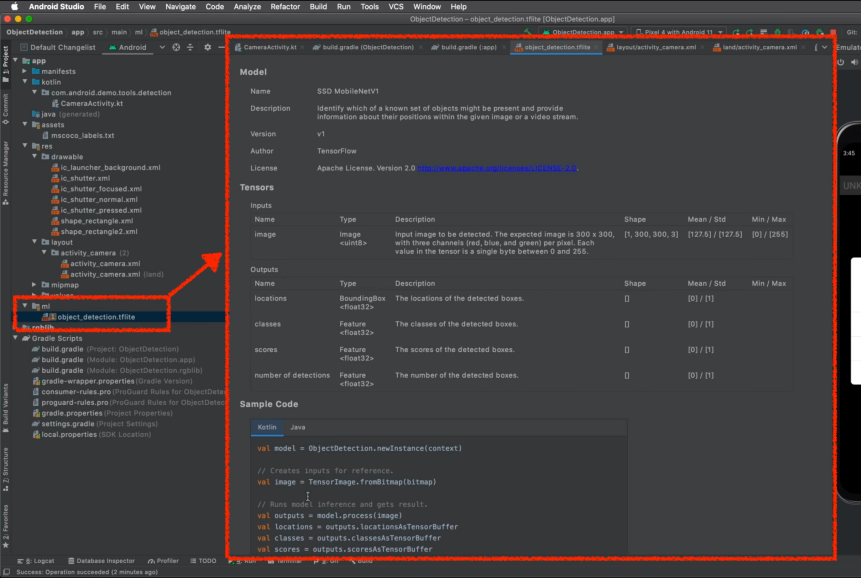 Android Studio File Edit View Navigate Code Analyze Refactor Build Run Tools VCS Window Help
ObjectDetection – object_detection.tflite [ObjectDetection.app]
ObjectDetection app src main ml object_detection.tflite
ObjectDetection.app Pixel 4 with Android 11 Git:
Default Changelist Android
CameraActivity.kt build.gradle (ObjectDetection) build.gradle (:app) object_detection.tflite layout/activity_camera.xml land/activity_camera.xml Emulato
1: Project
Commit
Resource Manager
Build Variants
Z: Structure
2: Favorites
app
manifests
kotlin
com.android.demo.tools.detection
CameraActivity.kt
java (generated)
assets
mscoco_labels.txt
res
drawable
ic_launcher_background.xml
ic_shutter.xml
ic_shutter_focused.xml
ic_shutter_normal.xml
ic_shutter_pressed.xml
shape_rectangle.xml
shape_rectangle2.xml
layout
activity_camera (2)
activity_camera.xml
activity_camera.xml (land)
mipmap
values
ml
object_detection.tflite
rgblib
Gradle Scripts
build.gradle (Project: ObjectDetection)
build.gradle (Module: ObjectDetection.app)
build.gradle (Module: ObjectDetection.rgblib)
gradle-wrapper.properties (Gradle Version)
consumer-rules.pro (ProGuard Rules for ObjectDetec
proguard-rules.pro (ProGuard Rules for ObjectDetec
gradle.properties (Project Properties)
settings.gradle (Project Settings)
local.properties (SDK Location)
Model
Name SSD MobileNetV1
Description Identify which of a known set of objects might be present and provide
information about their positions within the given image or a video stream.
Version v1
Author TensorFlow
License Apache License. Version 2.0 http://www.apache.org/licenses/LICENSE-2.0.
Tensors
Inputs
Name Type Description Shape Mean / Std Min / Max
image Image Input image to be detected. The expected image is 300 x 300, [1, 300, 300, 3] [127.5] / [127.5] [0] / [255]
<uint8> with three channels (red, blue, and green) per pixel. Each
value in the tensor is a single byte between 0 and 255.
Outputs
Name Type Description Shape Mean / Std Min / Max
locations BoundingBox The locations of the detected boxes. [] [0] / [1]
<float32>
classes Feature The classes of the detected boxes. [] [0] / [1]
<float32>
scores Feature The scores of the detected boxes. [] [0] / [1]
<float32>
number of detections Feature The number of the detected boxes. [] [0] / [1]
<float32>
Sample Code
Kotlin Java
val model = ObjectDetection.newInstance(context)
// Creates inputs for reference.
val image = TensorImage.fromBitmap(bitmap)
// Runs model inference and gets result.
val outputs = model.process(image)
val locations = outputs.locationsAsTensorBuffer
val classes = outputs.classesAsTensorBuffer
val scores = outputs.scoresAsTensorBuffer
2:45
UNK
6: Logcat Database Inspector Profiler TODO
Success: Operation succeeded (2 minutes ago)